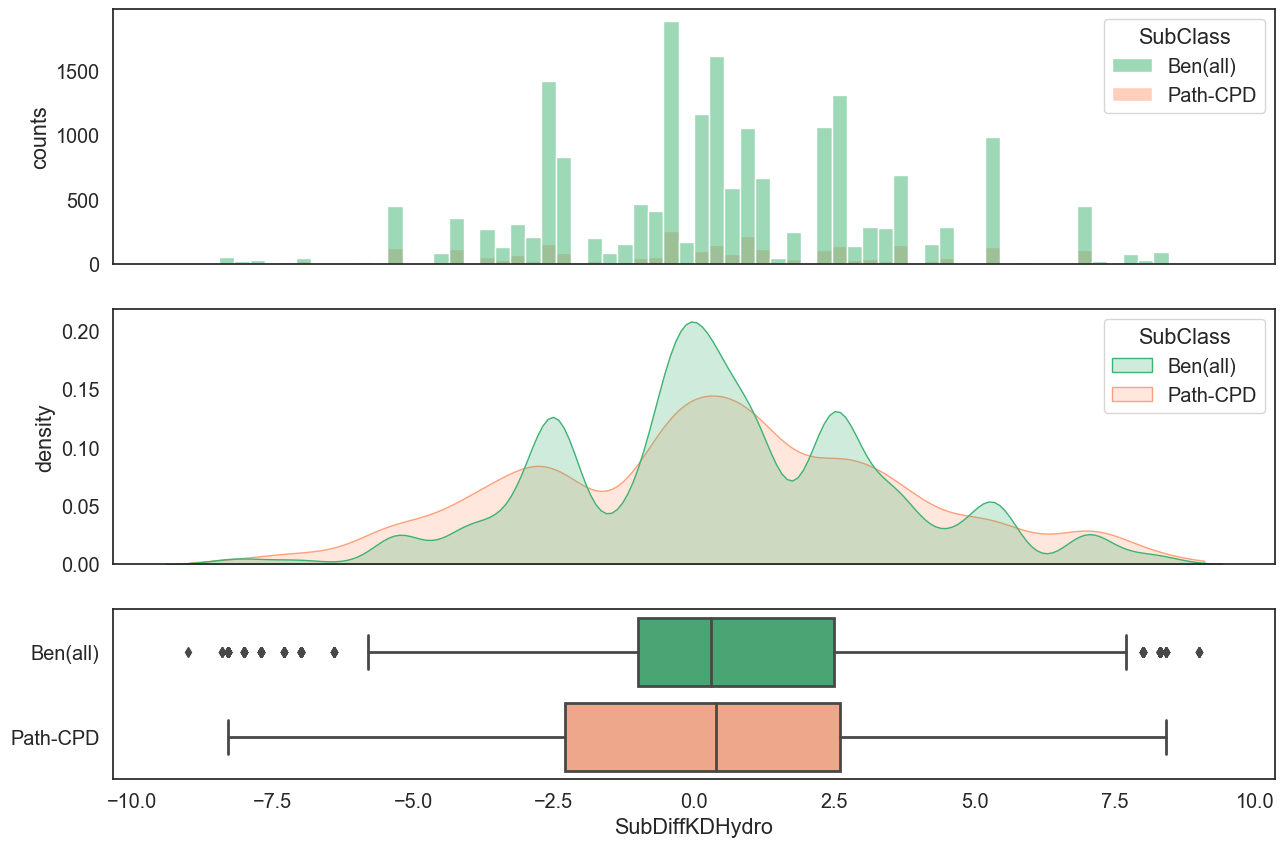 counts
1500
1000
500
0
SubClass
Ben(all)
Path-CPD
density
0.20
0.15
0.10
0.05
0.00
SubClass
Ben(all)
Path-CPD
Ben(all)
Path-CPD
−10.0 −7.5 −5.0 −2.5 0.0 2.5 5.0 7.5 10.0
SubDiffKDHydro